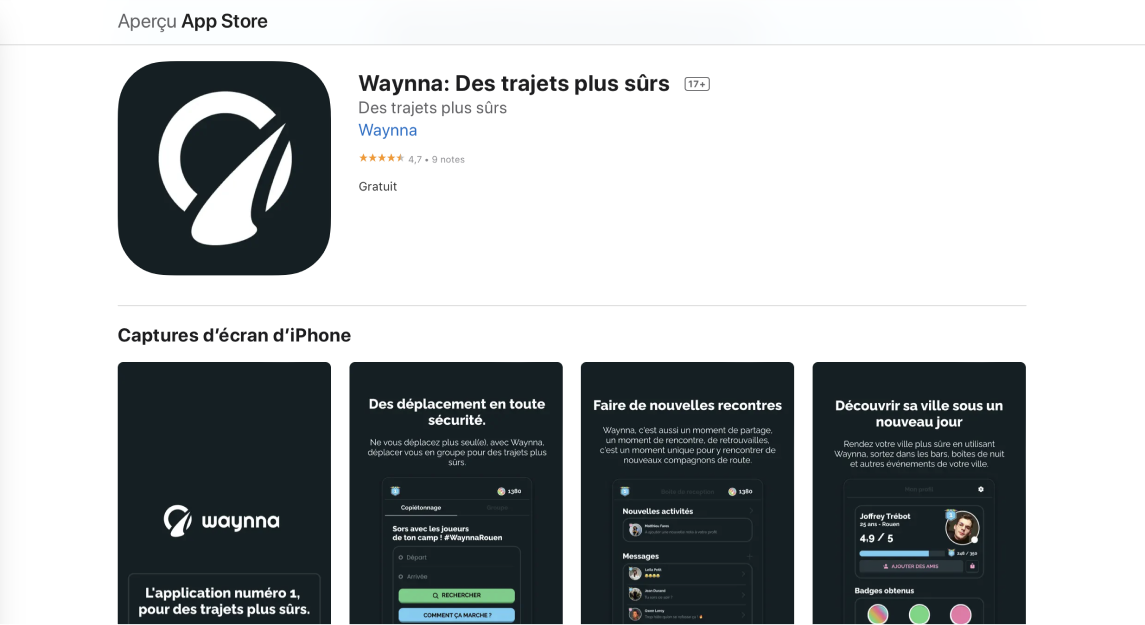 Aperçu App Store
Waynna: Des trajets plus sûrs 17+
Des trajets plus sûrs
Waynna
4,7 • 9 notes
Gratuit
Captures d'écran d'iPhone
waynna
L'application numéro 1,
pour des trajets plus sûrs.
Des déplacement en toute
sécurité.
Ne vous déplacez plus seul(e), avec Waynna,
déplacer vous en groupe pour des trajets plus
sûrs.
1380
Copiétonnage
Sors avec les joueurs
de ton camp ! #WaynnaRouen
Départ
Arrivée
RECHERCHER
COMMENT ÇA MARCHE ?
Faire de nouvelles recontres
Waynna, c'est aussi un moment de partage,
un moment de rencontre, de retrouvailles,
c'est un moment unique pour y rencontrer de
nouveaux compagnons de route.
1380
Nouvelles activités
Messages
Découvrir sa ville sous un
nouveau jour
Rendez votre ville plus sûre en utilisant
Waynna, sortez dans les bars, boîtes de nuit
et autres événements de votre ville.
Mon profil
Joffrey Trébot
25 ans - Rouen
4,9 / 5
248 / 350
AJOUTER DES AMIS
Badges obtenus